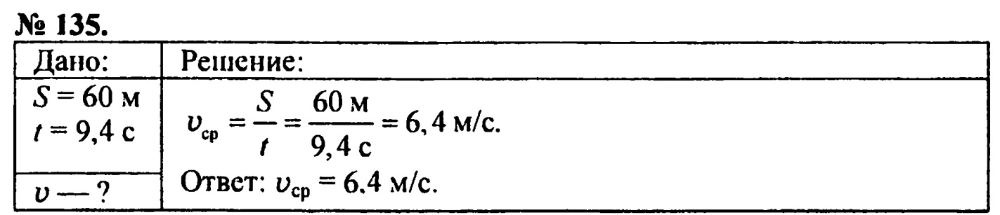 № 135.
Дано:
Решение:
S = 60 м
t = 9,4 с
υ — ?
υср = S/t = 60 м/9,4 с = 6,4 м/с.
Ответ: υср = 6.4 м/с.